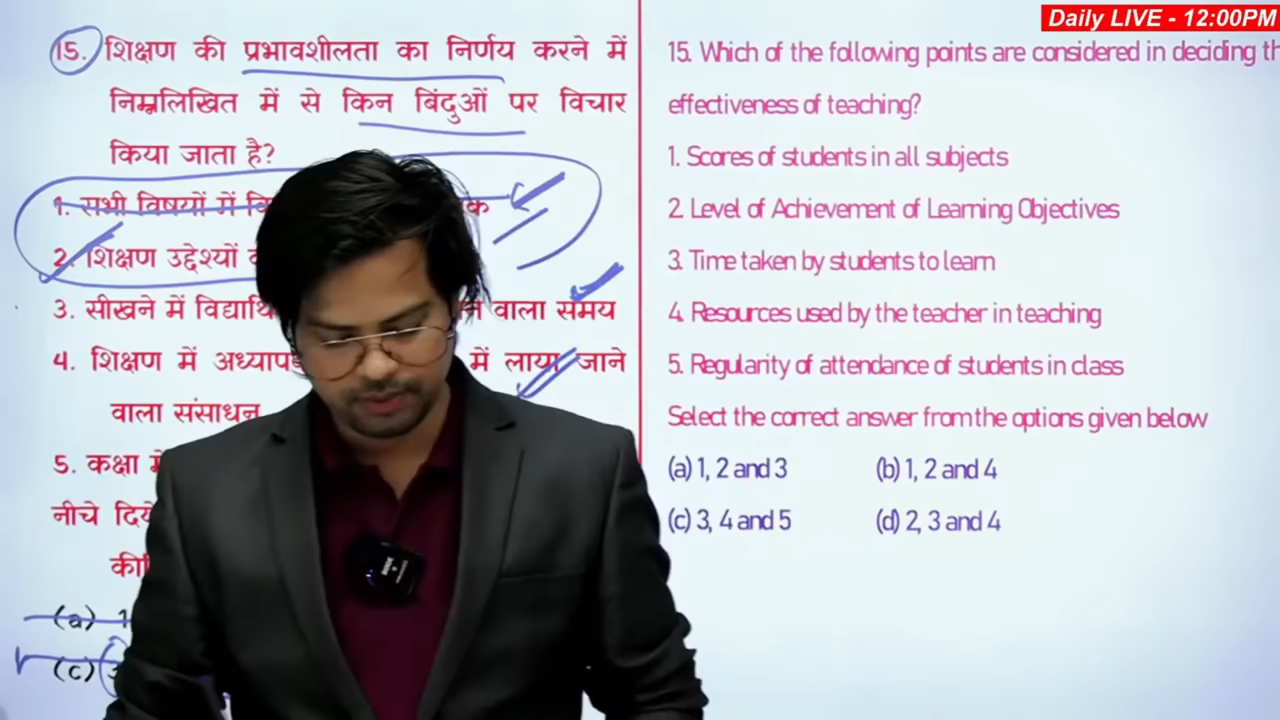 Daily LIVE - 12:00PM
15. शिक्षण की प्रभावशीलता का निर्णय करने में
निम्नलिखित में से किन बिंदुओं पर विचार
किया जाता है?
1. सभी विषयों में
2. शिक्षण उद्देश्यों
3. सीखने में वाला समय
4. शिक्षण में में लाया जाने
वाला संसाधन
5. कक्षा
नीचे
(a) 1
(c) 3
15. Which of the following points are considered in deciding
effectiveness of teaching?
1. Scores of students in all subjects
2. Level of Achievement of Learning Objectives
3. Time taken by students to learn
4. Resources used by the teacher in teaching
5. Regularity of attendance of students in class
Select the correct answer from the options given below
(a) 1, 2 and 3 (b) 1, 2 and 4
(c) 3, 4 and 5 (d) 2, 3 and 4